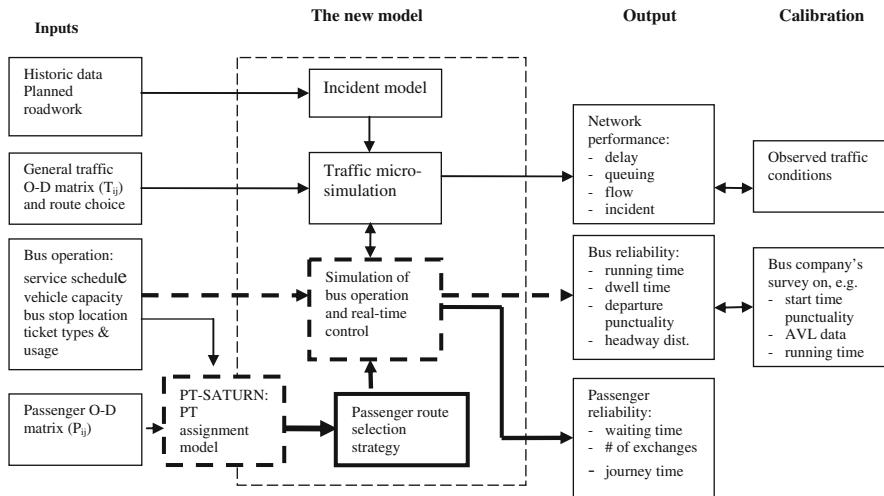 Inputs
The new model
Output
Calibration
Historic data
Planned
roadwork
Incident model
General traffic
O-D matrix (Tij)
and route choice
Traffic micro-
simulation
Network
performance:
- delay
- queuing
- flow
- incident
Observed traffic
conditions
Bus operation:
service schedule
vehicle capacity
bus stop location
ticket types &
usage
Simulation of
bus operation
and real-time
control
Bus reliability:
- running time
- dwell time
- departure
punctuality
- headway dist.
Bus company's
survey on, e.g.
- start time
punctuality
- AVL data
- running time
Passenger O-D
matrix (Pij)
PT-SATURN:
PT
assignment
model
Passenger route
selection
strategy
Passenger
reliability:
- waiting time
- # of exchanges
- journey time